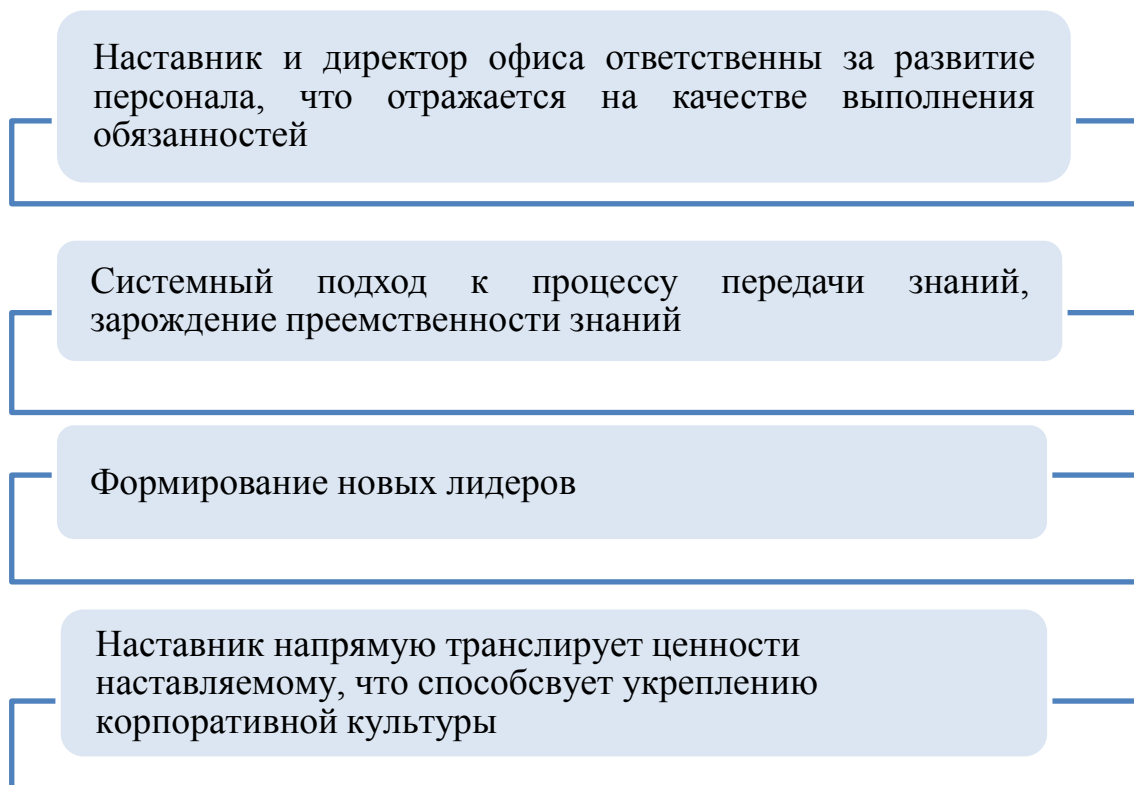 Наставник и директор офиса ответственны за развитие
персонала, что отражается на качестве выполнения
обязанностей
Системный подход к процессу передачи знаний,
зарождение преемственности знаний
Формирование новых лидеров
Наставник напрямую транслирует ценности
наставляемому, что способсвует укреплению
корпоративной культуры